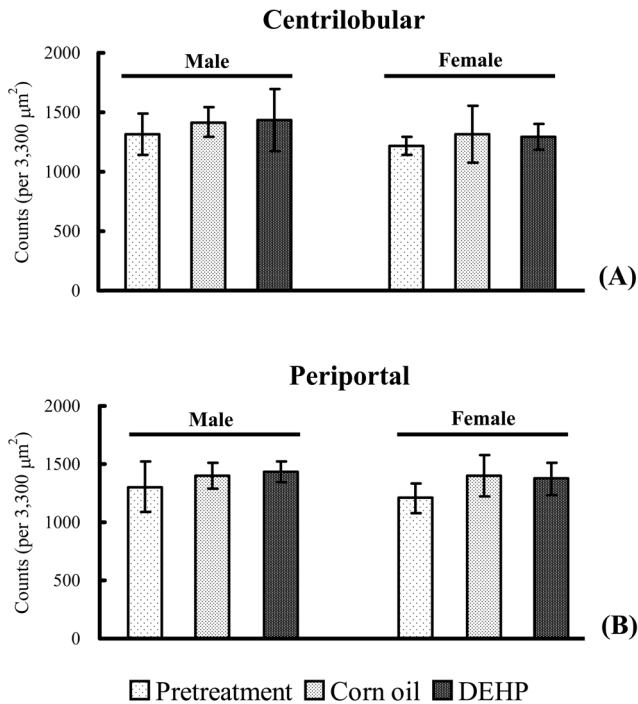 Centrilobular
2000
1500
1000
500
0
Counts (per 3,300 μm²)
Male
Female
(A)
Periportal
2000
1500
1000
500
0
Counts (per 3,300 μm²)
Male
Female
(B)
Pretreatment Corn oil DEHP